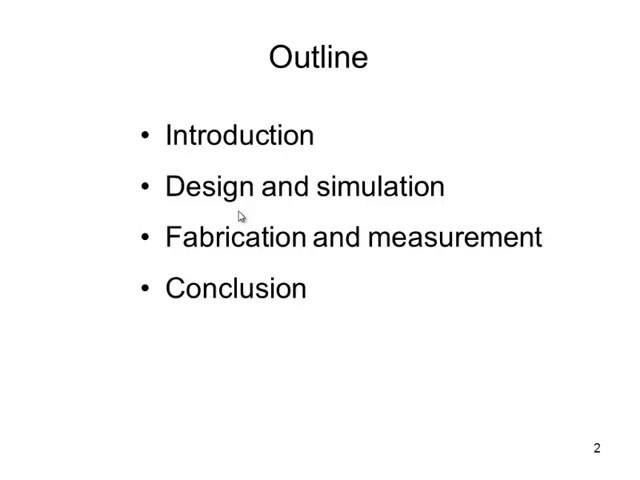 Outline
• Introduction
• Design and simulation
• Fabrication and measurement
• Conclusion
2